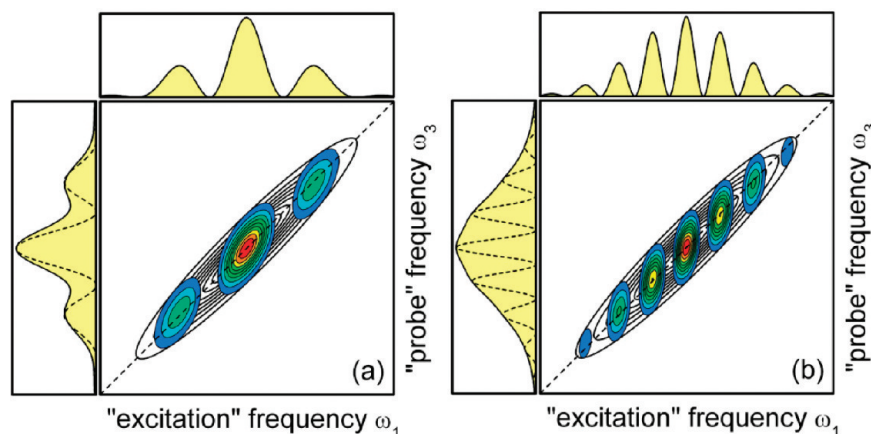 "probe" frequency ω₃
(a)
"excitation" frequency ω₁
"probe" frequency ω₃
(b)
"excitation" frequency ω₁